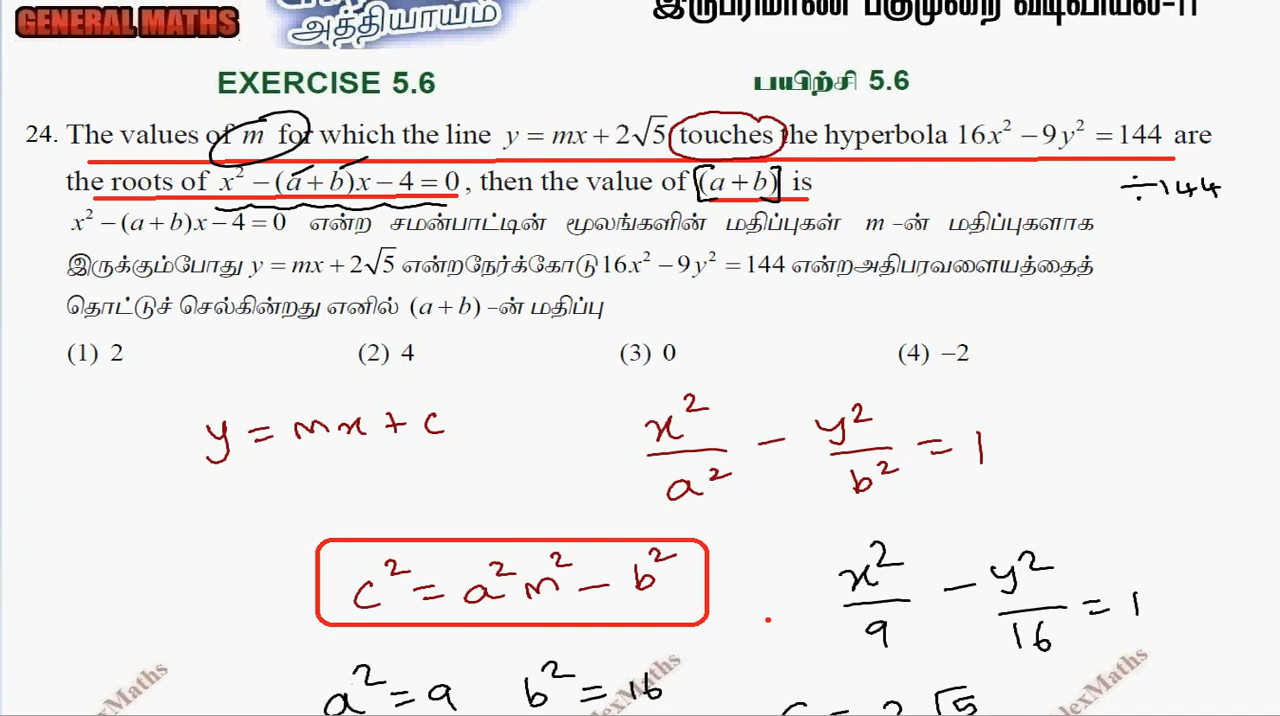 GENERAL MATHS
அத்தியாயம்
இருபரிமாண பகுமுறை வடிவியல்-II
EXERCISE 5.6 பயிற்சி 5.6
24. The values of m for which the line y = mx + 2√5 touches the hyperbola 16x² − 9y² = 144 are
the roots of x² − (a + b)x − 4 = 0, then the value of (a + b) is
÷144
x² − (a + b)x − 4 = 0 என்ற சமன்பாட்டின் மூலங்களின் மதிப்புகள் m -ன் மதிப்புகளாக
இருக்கும்போது y = mx + 2√5 என்றநேர்க்கோடு 16x² − 9y² = 144 என்றஅதிபரவளையத்தைத்
தொட்டுச் செல்கின்றது எனில் (a + b) -ன் மதிப்பு
(1) 2 (2) 4 (3) 0 (4) −2
y = mx + c x²/a² − y²/b² = 1
c² = a²m² − b²
x²/9 − y²/16 = 1
a² = 9 b² = 16 c = 2√5